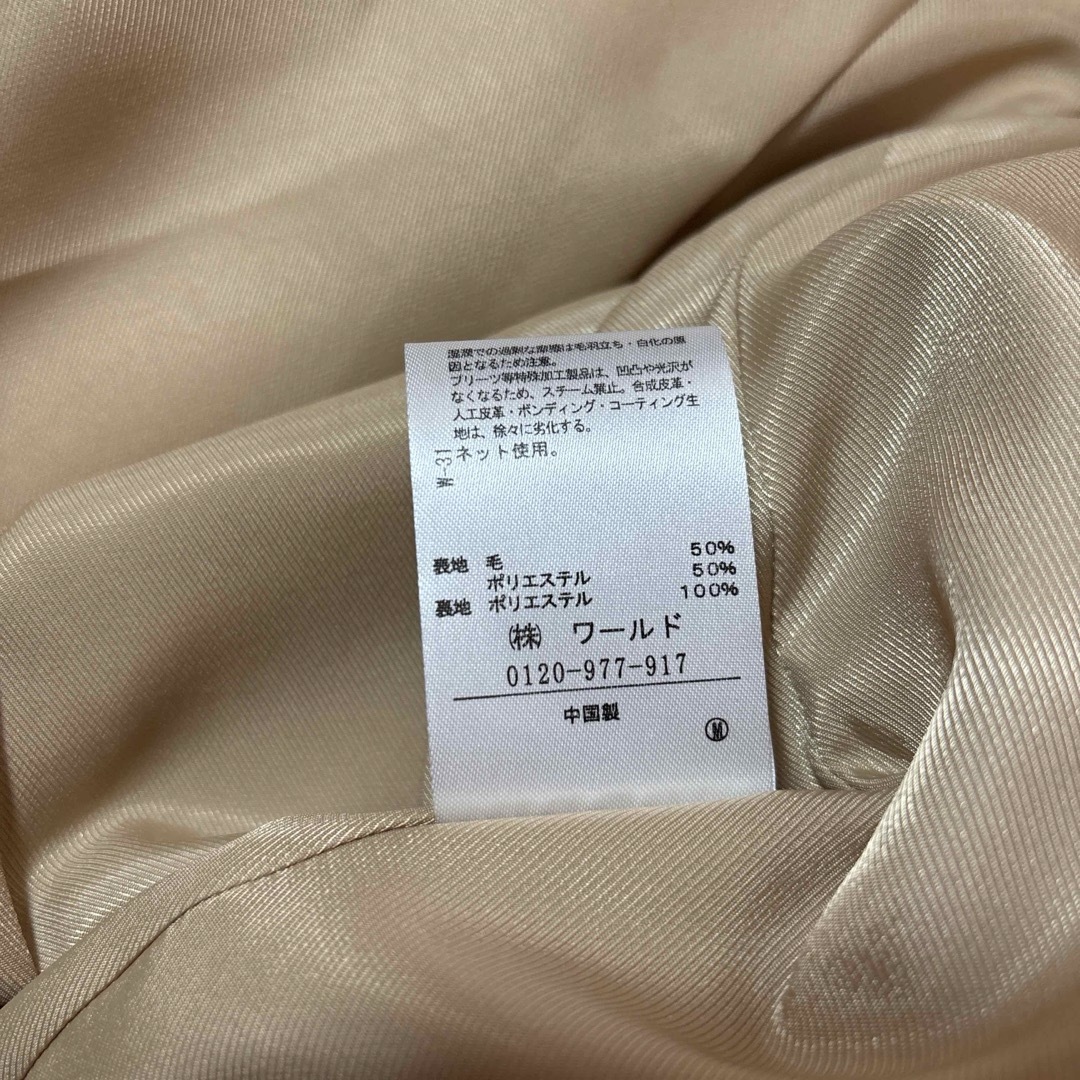 湿潤での過剰な摩擦は毛羽立ち・白化の原
因となるため注意。
プリーツ等特殊加工製品は、凹凸や光沢が
なくなるため、スチーム禁止。合成皮革・
人工皮革・ボンディング・コーティング生
地は、徐々に劣化する。
ネット使用。
W-31
表地 毛 50%
ポリエステル 50%
裏地 ポリエステル 100%
㈱ ワールド
0120-977-917
中国製
Ⓜ